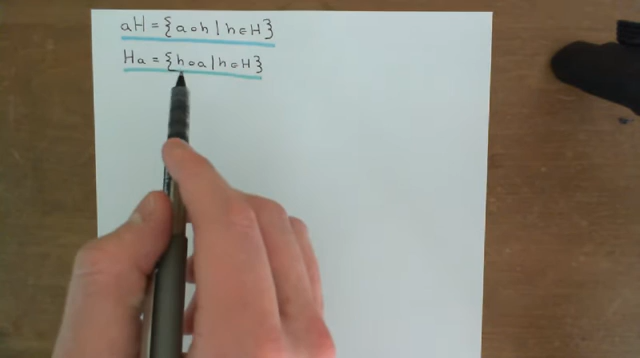 aH = {a∘h | h∈H}
Ha = {h∘a | h∈H}